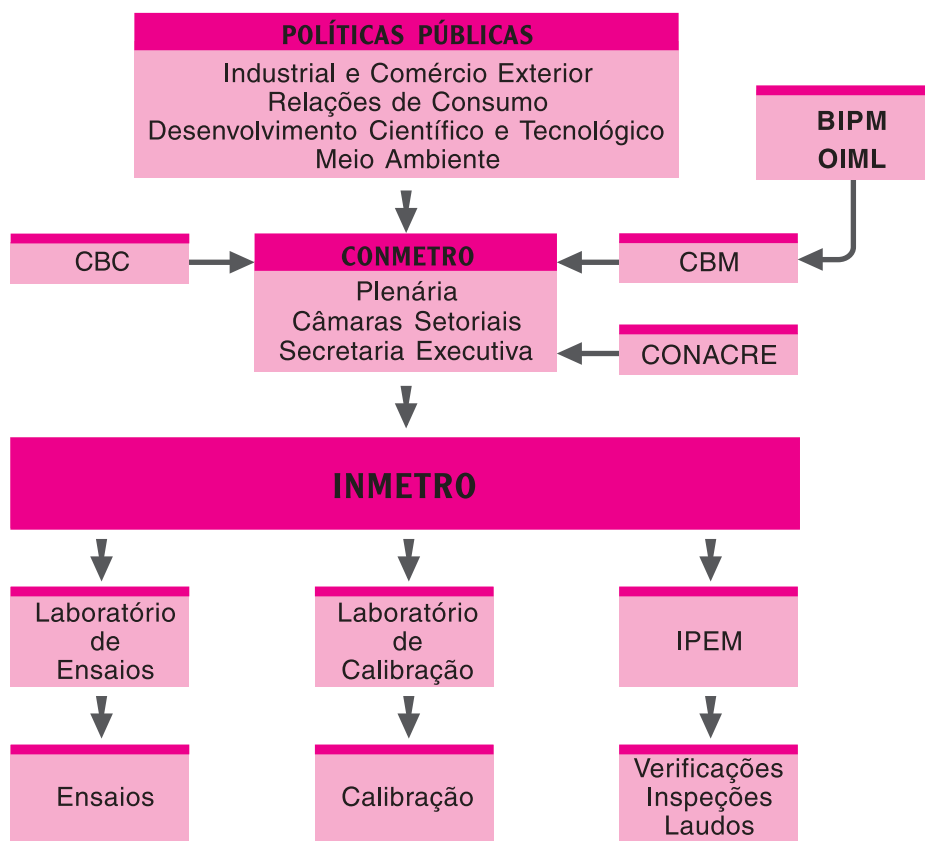 POLÍTICAS PÚBLICAS
Industrial e Comércio Exterior
Relações de Consumo
Desenvolvimento Científico e Tecnológico
Meio Ambiente
BIPM
OIML
CBC
CONMETRO
Plenária
Câmaras Setoriais
Secretaria Executiva
CBM
CONACRE
INMETRO
Laboratório
de
Ensaios
Laboratório
de
Calibração
IPEM
Ensaios
Calibração
Verificações
Inspeções
Laudos